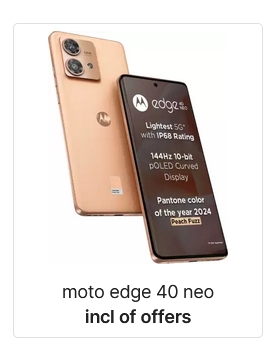 edge 40 neo
Lightest 5G*
with IP68 Rating
144Hz 10-bit
pOLED Curved
Display
Pantone color
of the year 2024
Peach Fuzz
moto edge 40 neo
incl of offers